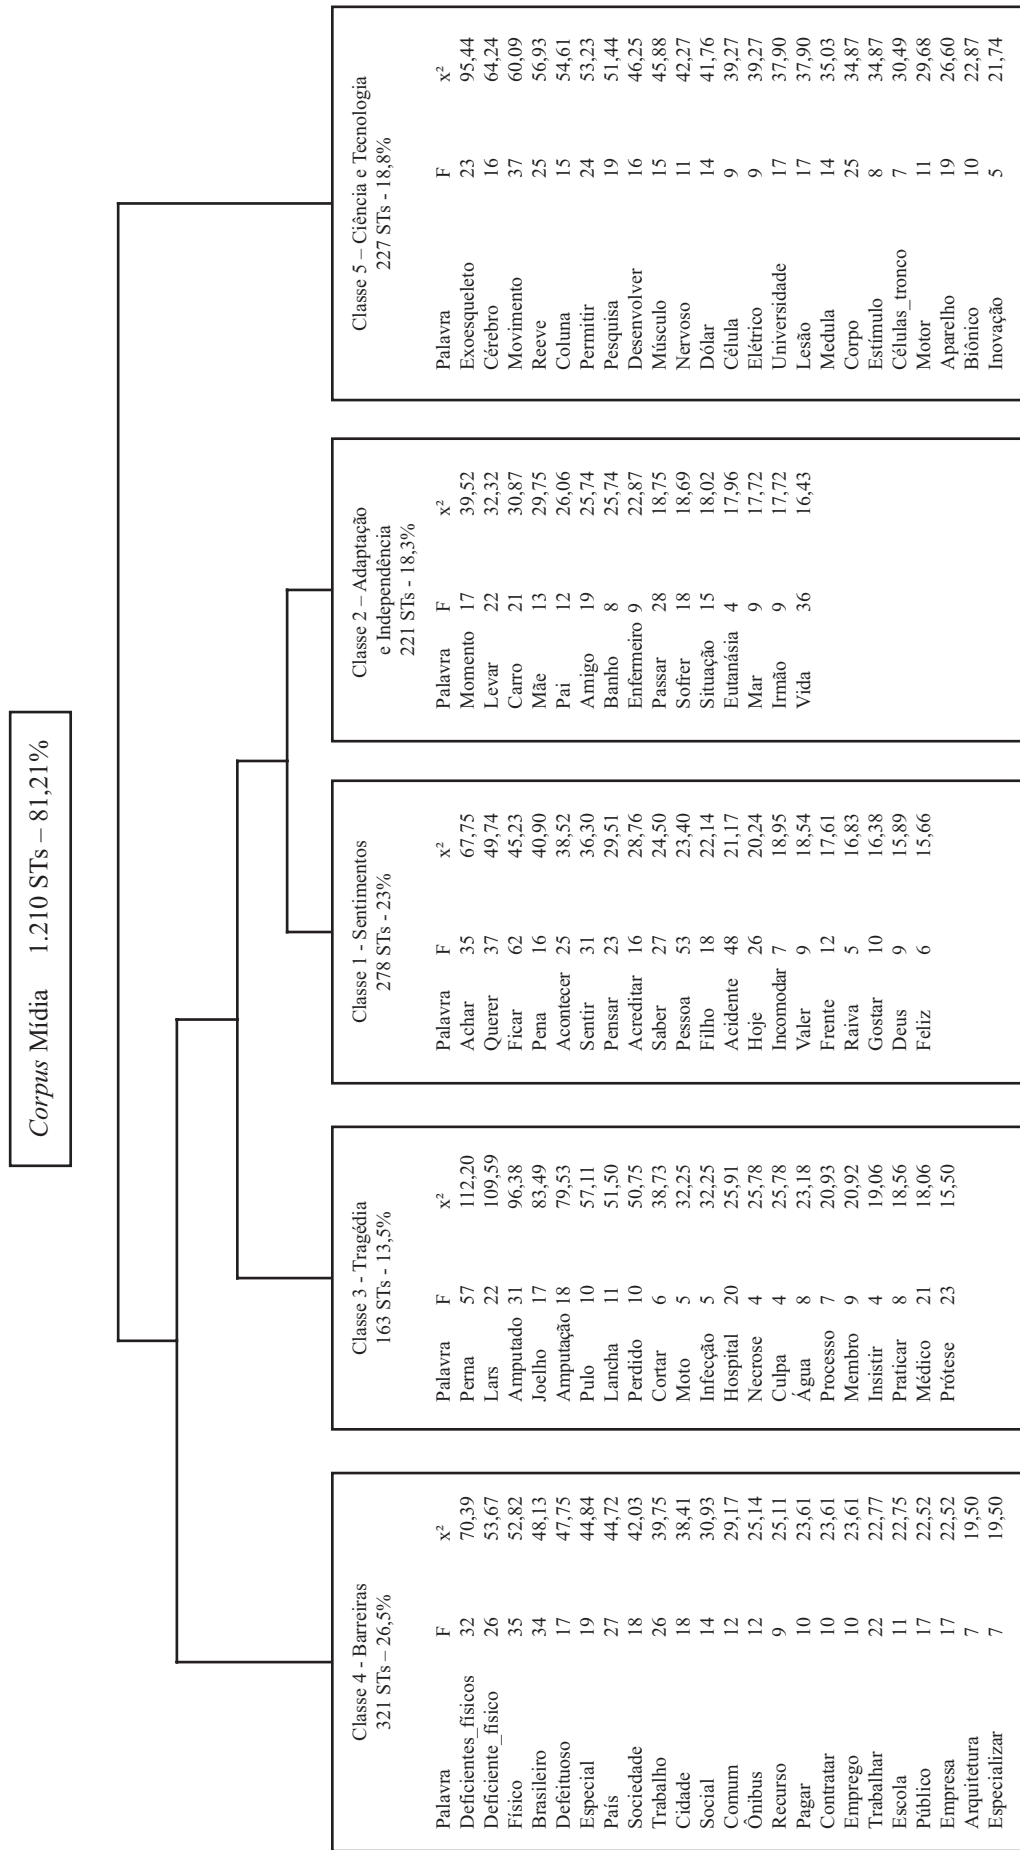 Corpus Mídia 1.210 STs – 81,21%
Classe 4 - Barreiras
321 STs – 26,5%
Palavra F x²
Deficientes_físicos 32 70,39
Deficiente_físico 26 53,67
Físico 35 52,82
Brasileiro 34 48,13
Defeituoso 17 47,75
Especial 19 44,84
País 27 44,72
Sociedade 18 42,03
Trabalho 26 39,75
Cidade 18 38,41
Social 14 30,93
Comum 12 29,17
Ônibus 12 25,14
Recurso 9 25,11
Pagar 10 23,61
Contratar 10 23,61
Emprego 10 23,61
Trabalhar 22 22,77
Escola 11 22,75
Público 17 22,52
Empresa 17 22,52
Arquitetura 7 19,50
Especializar 7 19,50
Classe 3 - Tragédia
163 STs - 13,5%
Palavra F x²
Perna 57 112,20
Lars 22 109,59
Amputado 31 96,38
Joelho 17 83,49
Amputação 18 79,53
Pulo 10 57,11
Lancha 11 51,50
Perdido 10 50,75
Cortar 6 38,73
Moto 5 32,25
Infecção 5 32,25
Hospital 20 25,91
Necrose 4 25,78
Culpa 4 25,78
Água 8 23,18
Processo 7 20,93
Membro 9 20,92
Insistir 4 19,06
Praticar 8 18,56
Médico 21 18,06
Prótese 23 15,50
Classe 1 - Sentimentos
278 STs - 23%
Palavra F x²
Achar 35 67,75
Querer 37 49,74
Ficar 62 45,23
Pena 16 40,90
Acontecer 25 38,52
Sentir 31 36,30
Pensar 23 29,51
Acreditar 16 28,76
Saber 27 24,50
Pessoa 53 23,40
Filho 18 22,14
Acidente 48 21,17
Hoje 26 20,24
Incomodar 7 18,95
Valer 9 18,54
Frente 12 17,61
Raiva 5 16,83
Gostar 10 16,38
Deus 9 15,89
Feliz 6 15,66
Classe 2 – Adaptação
e Independência
221 STs - 18,3%
Palavra F x²
Momento 17 39,52
Levar 22 32,32
Carro 21 30,87
Mãe 13 29,75
Pai 12 26,06
Amigo 19 25,74
Banho 8 25,74
Enfermeiro 9 22,87
Passar 28 18,75
Sofrer 18 18,69
Situação 15 18,02
Eutanásia 4 17,96
Mar 9 17,72
Irmão 9 17,72
Vida 36 16,43
Classe 5 – Ciência e Tecnologia
227 STs - 18,8%
Palavra F x²
Exoesqueleto 23 95,44
Cérebro 16 64,24
Movimento 37 60,09
Reeve 25 56,93
Coluna 15 54,61
Permitir 24 53,23
Pesquisa 19 51,44
Desenvolver 16 46,25
Músculo 15 45,88
Nervoso 11 42,27
Dólar 14 41,76
Célula 9 39,27
Elétrico 9 39,27
Universidade 17 37,90
Lesão 17 37,90
Medula 14 35,03
Corpo 25 34,87
Estímulo 8 34,87
Células_tronco 7 30,49
Motor 11 29,68
Aparelho 19 26,60
Biônico 10 22,87
Inovação 5 21,74